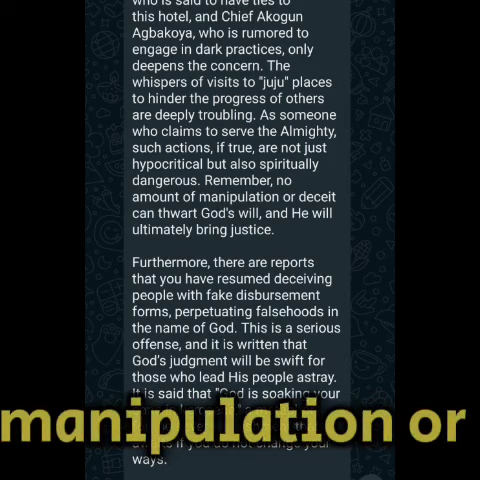 who is said to have ties to
this hotel, and Chief Akogun
Agbakoya, who is rumored to
engage in dark practices, only
deepens the concern. The
whispers of visits to "juju" places
to hinder the progress of others
are deeply troubling. As someone
who claims to serve the Almighty,
such actions, if true, are not just
hypocritical but also spiritually
dangerous. Remember, no
amount of manipulation or deceit
can thwart God's will, and He will
ultimately bring justice.
Furthermore, there are reports
that you have resumed deceiving
people with fake disbursement
forms, perpetuating falsehoods in
the name of God. This is a serious
offense, and it is written that
God's judgment will be swift for
those who lead His people astray.
It is said that "God is soaking your
manipulation or
if you do not change your
ways.